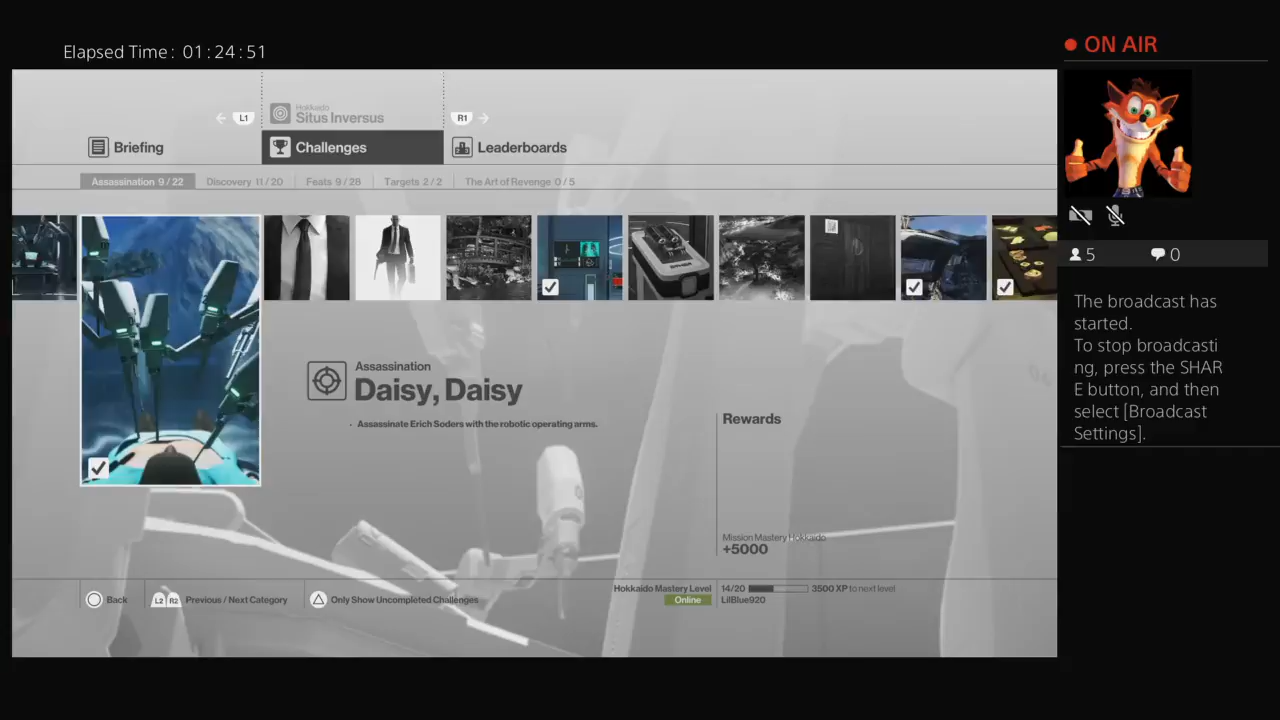 Elapsed Time: 01:24:51
ON AIR
L1
Hokkaido
Situs Inversus
R1
Briefing
Challenges
Leaderboards
Assassination 9/22
Discovery 11/20
Feats 9/28
Targets 2/2
The Art of Revenge 0/5
5
0
The broadcast has
started.
To stop broadcasti
ng, press the SHAR
E button, and then
select [Broadcast
Settings].
Assassination
Daisy, Daisy
Assassinate Erich Soders with the robotic operating arms.
Rewards
Mission Mastery Hokkaido
+5000
Back
L2 R2 Previous / Next Category
Only Show Uncompleted Challenges
Hokkaido Mastery Level
14/20
3500 XP to next level
Online
LilBlue920